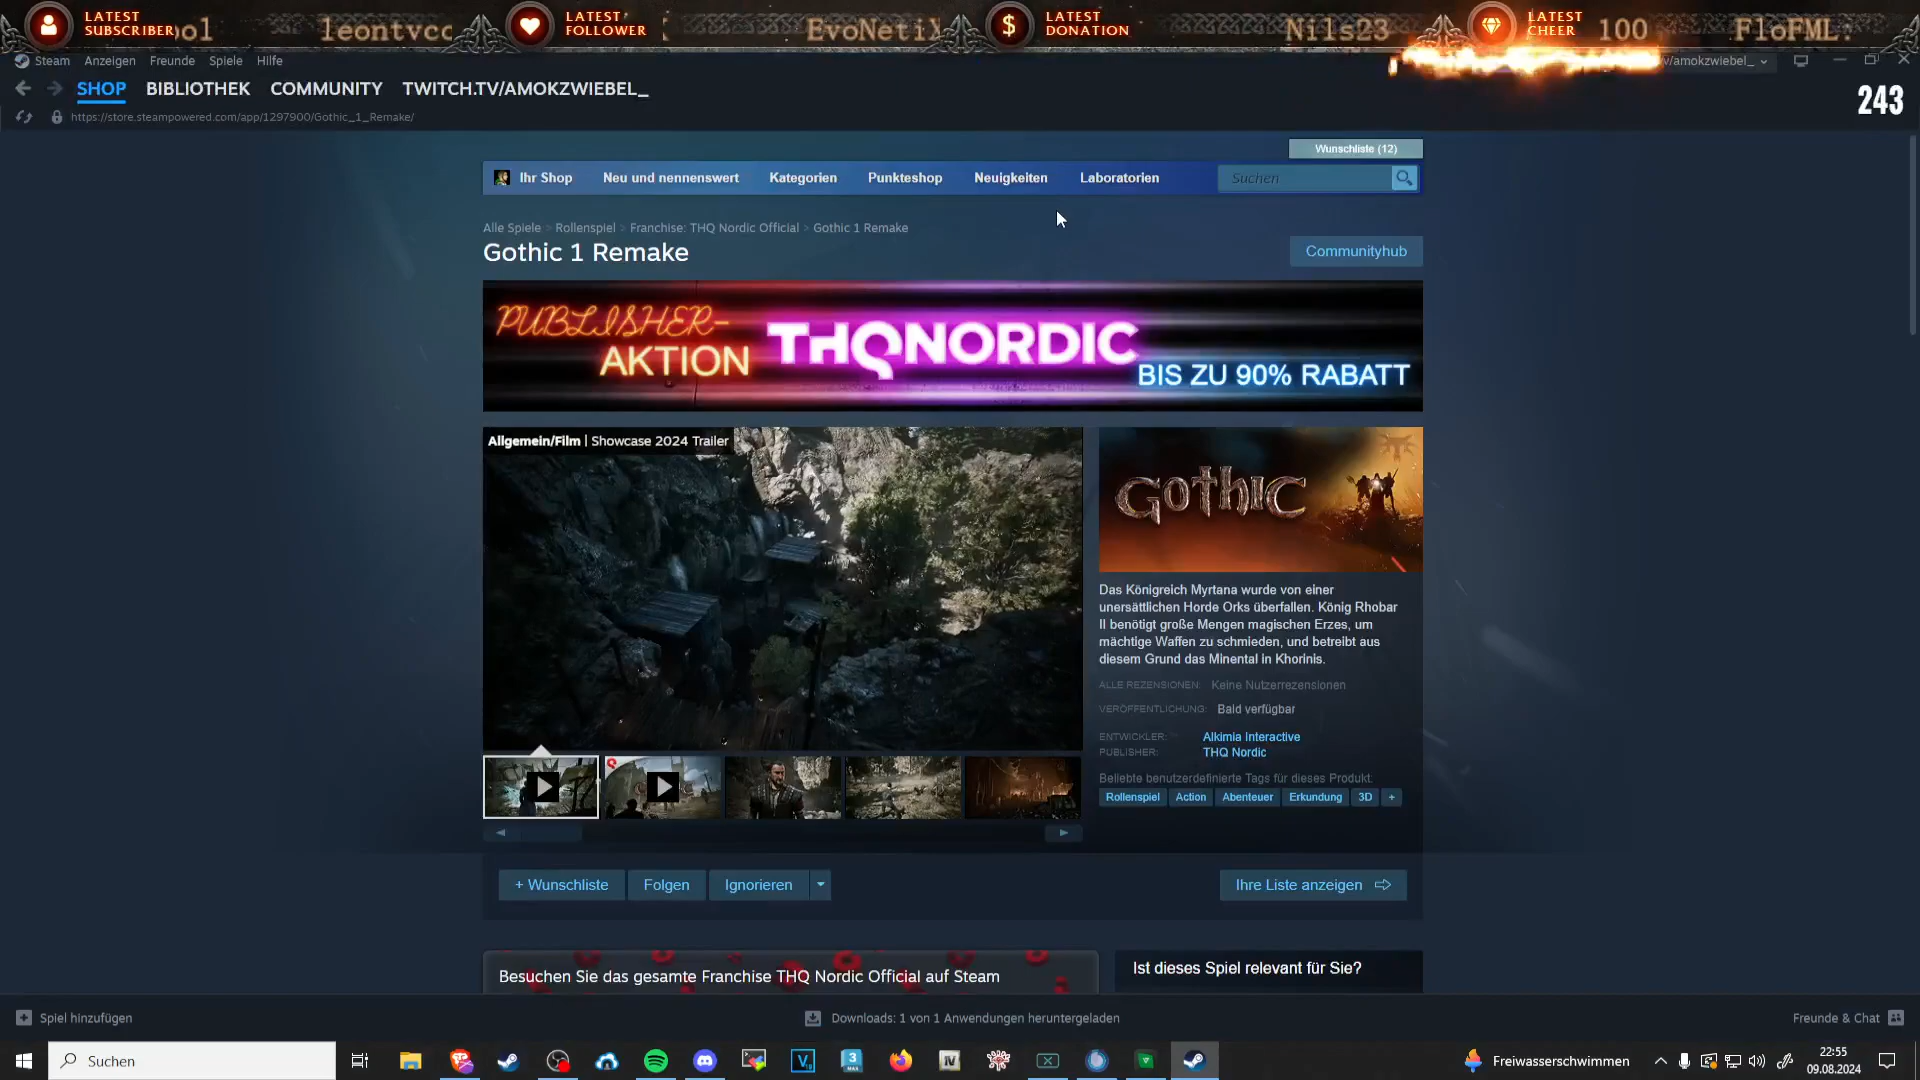 LATEST
SUBSCRIBER
ol
leontvcc
LATEST
FOLLOWER
EvoNetiX
LATEST
DONATION
Nils23
LATEST
CHEER
100
FloFML
Steam Anzeigen Freunde Spiele Hilfe
v/amokzwiebel_
SHOP BIBLIOTHEK COMMUNITY TWITCH.TV/AMOKZWIEBEL_
243
https://store.steampowered.com/app/1297900/Gothic_1_Remake/
Wunschliste (12)
Ihr Shop Neu und nennenswert Kategorien Punkteshop Neuigkeiten Laboratorien Suchen
Alle Spiele > Rollenspiel > Franchise: THQ Nordic Official > Gothic 1 Remake
Gothic 1 Remake
Communityhub
PUBLISHER-
AKTION
THQNORDIC
BIS ZU 90% RABATT
Allgemein/Film | Showcase 2024 Trailer
GOTHIC
Das Königreich Myrtana wurde von einer
unersättlichen Horde Orks überfallen. König Rhobar
II benötigt große Mengen magischen Erzes, um
mächtige Waffen zu schmieden, und betreibt aus
diesem Grund das Minental in Khorinis.
ALLE REZENSIONEN: Keine Nutzerrezensionen
VERÖFFENTLICHUNG: Bald verfügbar
ENTWICKLER: Alkimia Interactive
PUBLISHER: THQ Nordic
Beliebte benutzerdefinierte Tags für dieses Produkt:
Rollenspiel Action Abenteuer Erkundung 3D +
+ Wunschliste Folgen Ignorieren
Ihre Liste anzeigen
Besuchen Sie das gesamte Franchise THQ Nordic Official auf Steam
Ist dieses Spiel relevant für Sie?
Spiel hinzufügen
Downloads: 1 von 1 Anwendungen heruntergeladen
Freunde & Chat
Suchen
Freiwasserschwimmen
22:55
09.08.2024